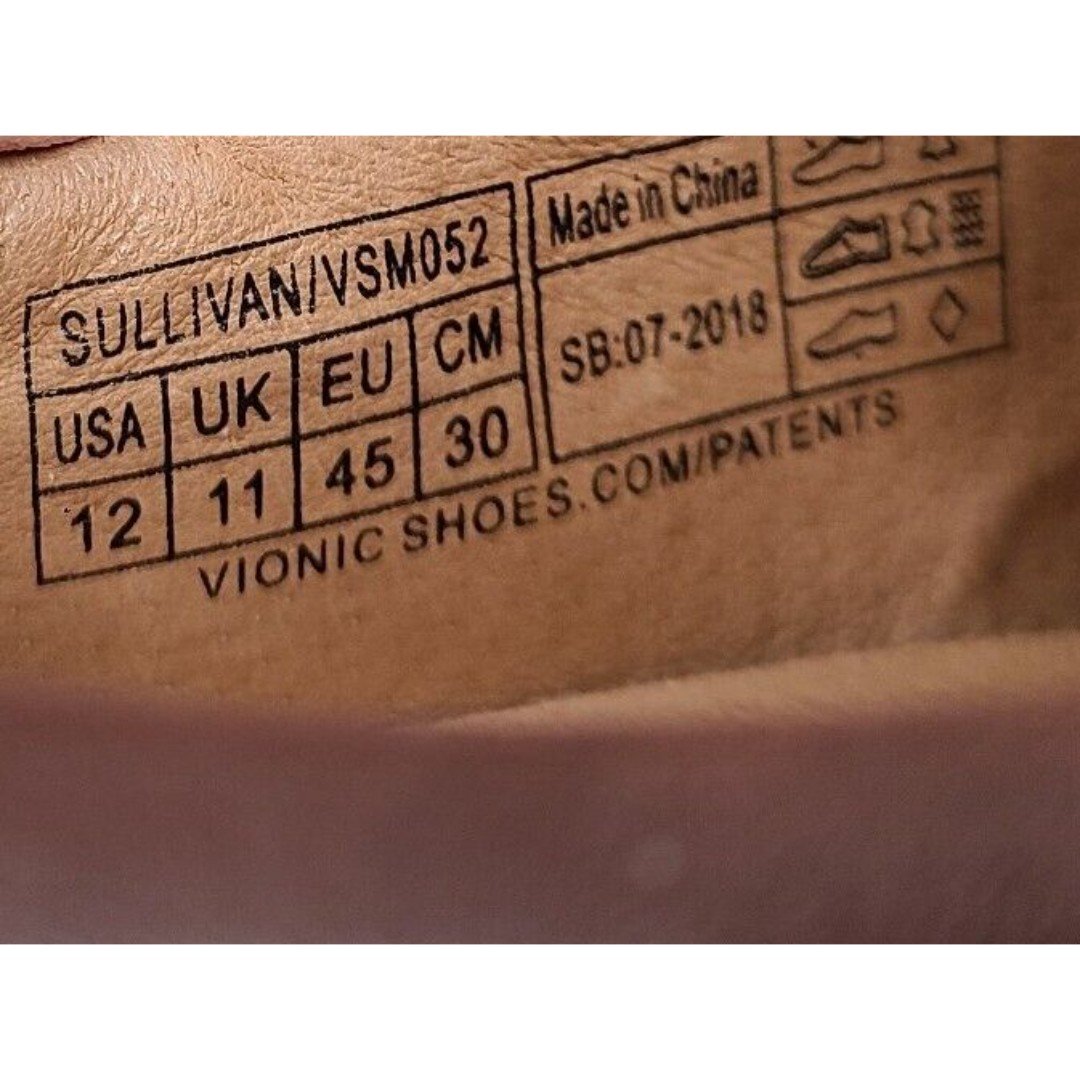 SULLIVAN/VSM052
USA UK EU CM
12 11 45 30
Made in China
SB:07-2018
VIONIC SHOES.COM/PATENTS